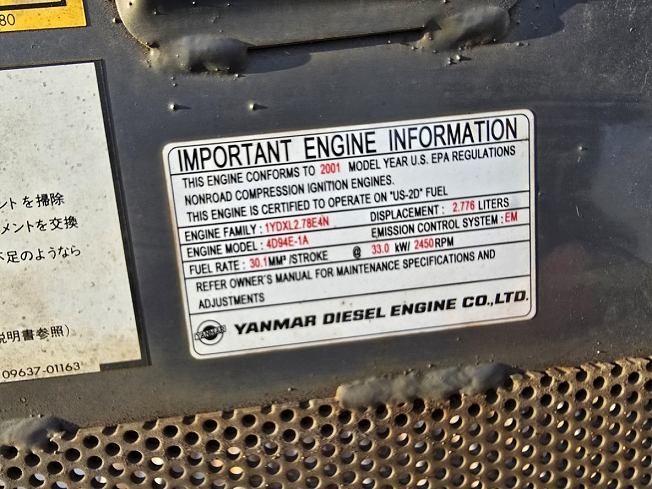 80
ントを掃除
メントを交換
不足のようなら
説明書参照)
09637-01163
IMPORTANT ENGINE INFORMATION
THIS ENGINE CONFORMS TO 2001 MODEL YEAR U.S. EPA REGULATIONS
NONROAD COMPRESSION IGNITION ENGINES.
THIS ENGINE IS CERTIFIED TO OPERATE ON "US-2D" FUEL
ENGINE FAMILY : 1YDXL2.78E4N DISPLACEMENT : 2.776 LITERS
ENGINE MODEL : 4D94E-1A EMISSION CONTROL SYSTEM : EM
FUEL RATE : 30.1MM³ /STROKE @ 33.0 kW/ 2450RPM
REFER OWNER'S MANUAL FOR MAINTENANCE SPECIFICATIONS AND
ADJUSTMENTS
YANMAR YANMAR DIESEL ENGINE CO.,LTD.